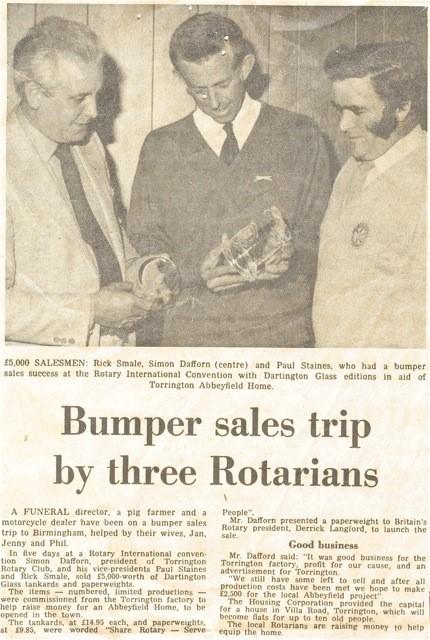 £5,000 SALESMEN: Rick Smale, Simon Dafforn (centre) and Paul Staines, who had a bumper
sales success at the Rotary International Convention with Dartington Glass editions in aid of
Torrington Abbeyfield Home.
Bumper sales trip
by three Rotarians
A FUNERAL director, a pig farmer and a
motorcycle dealer have been on a bumper sales
trip to Birmingham, helped by their wives, Jan,
Jenny and Phil.
In five days at a Rotary International conven-
tion Simon Dafforn, president of Torrington
Rotary Club, and his vice-presidents Paul Staines
and Rick Smale, sold £5,000-worth of Dartington
Glass tankards and paperweights.
The items — numbered, limited productions —
were commissioned from the Torrington factory to
help raise money for an Abbeyfield Home, to be
opened in the town.
The tankards, at £14.95 each, and paperweights,
at £9.95, were worded "Share Rotary — Serve
People".
Mr. Dafforn presented a paperweight to Britain's
Rotary president, Derrick Langford, to launch the
sale.
Good business
Mr. Dafford said: "It was good business for the
Torrington factory, profit for our cause, and an
advertisement for Torrington.
"We still have some left to sell and after all
production costs have been met we hope to make
£2,500 for the local Abbeyfield project".
The Housing Corporation provided the capital
for a house in Villa Road, Torrington, which will
become flats for up to ten old people.
The local Rotarians are raising money to help
equip the home.